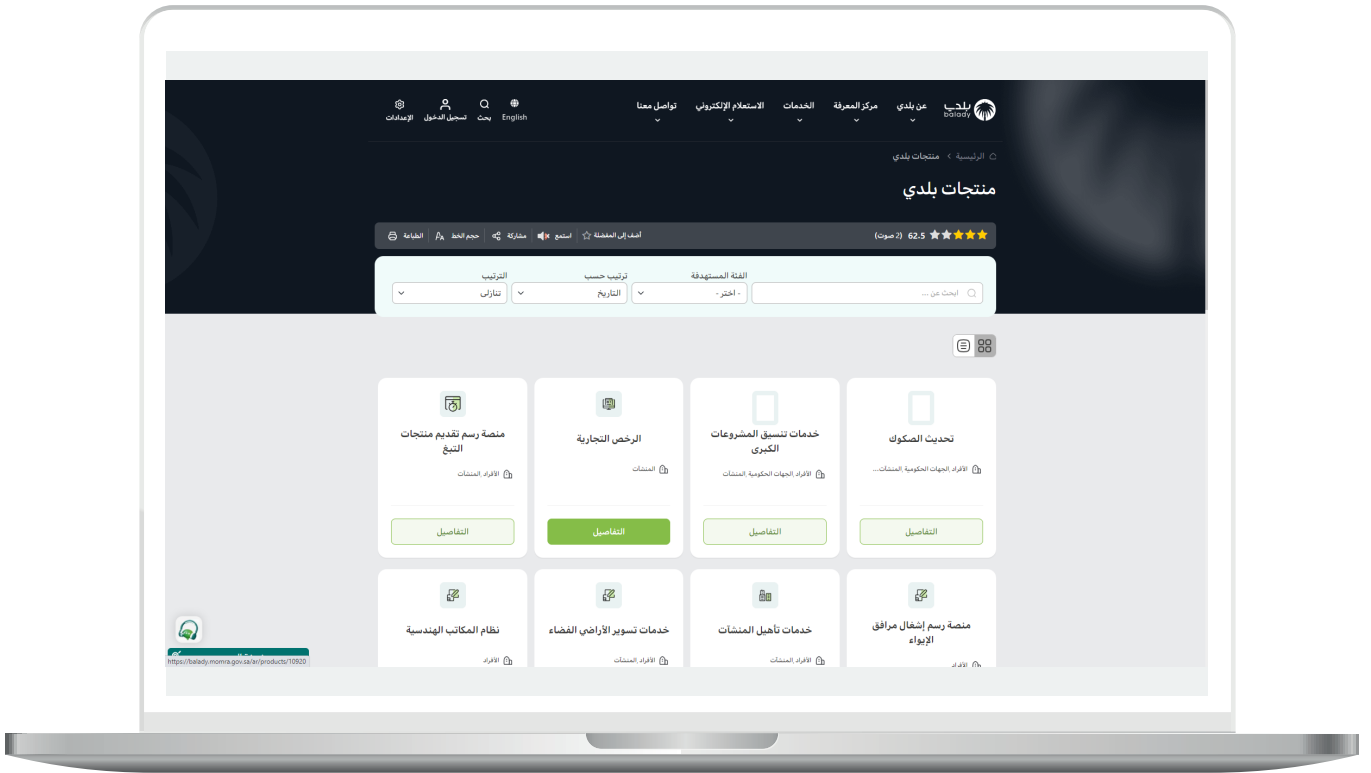 بلدي
balady
عن بلدي
مركز المعرفة
الخدمات
الاستعلام الإلكتروني
تواصل معنا
English
بحث
تسجيل الدخول
الإعدادات
الرئيسية
منتجات بلدي
منتجات بلدي
62.5 (2 صوت)
أضف إلى المفضلة
استمع
مشاركة
حجم الخط
الطباعة
الفئة المستهدفة
ترتيب حسب
الترتيب
ابحث عن ...
- اختر -
التاريخ
تنازلى
تحديث الصكوك
الأفراد ,الجهات الحكومية ,المنشآت...
التفاصيل
خدمات تنسيق المشروعات
الكبرى
الأفراد ,الجهات الحكومية ,المنشآت
التفاصيل
الرخص التجارية
المنشآت
التفاصيل
منصة رسم تقديم منتجات
التبغ
الأفراد ,المنشآت
التفاصيل
منصة رسم إشغال مرافق
الإيواء
الأفراد
خدمات تأهيل المنشآت
الأفراد ,المنشآت
خدمات تسوير الأراضي الفضاء
الأفراد ,المنشآت
نظام المكاتب الهندسية
الأفراد
https://balady.momra.gov.sa/ar/products/10920